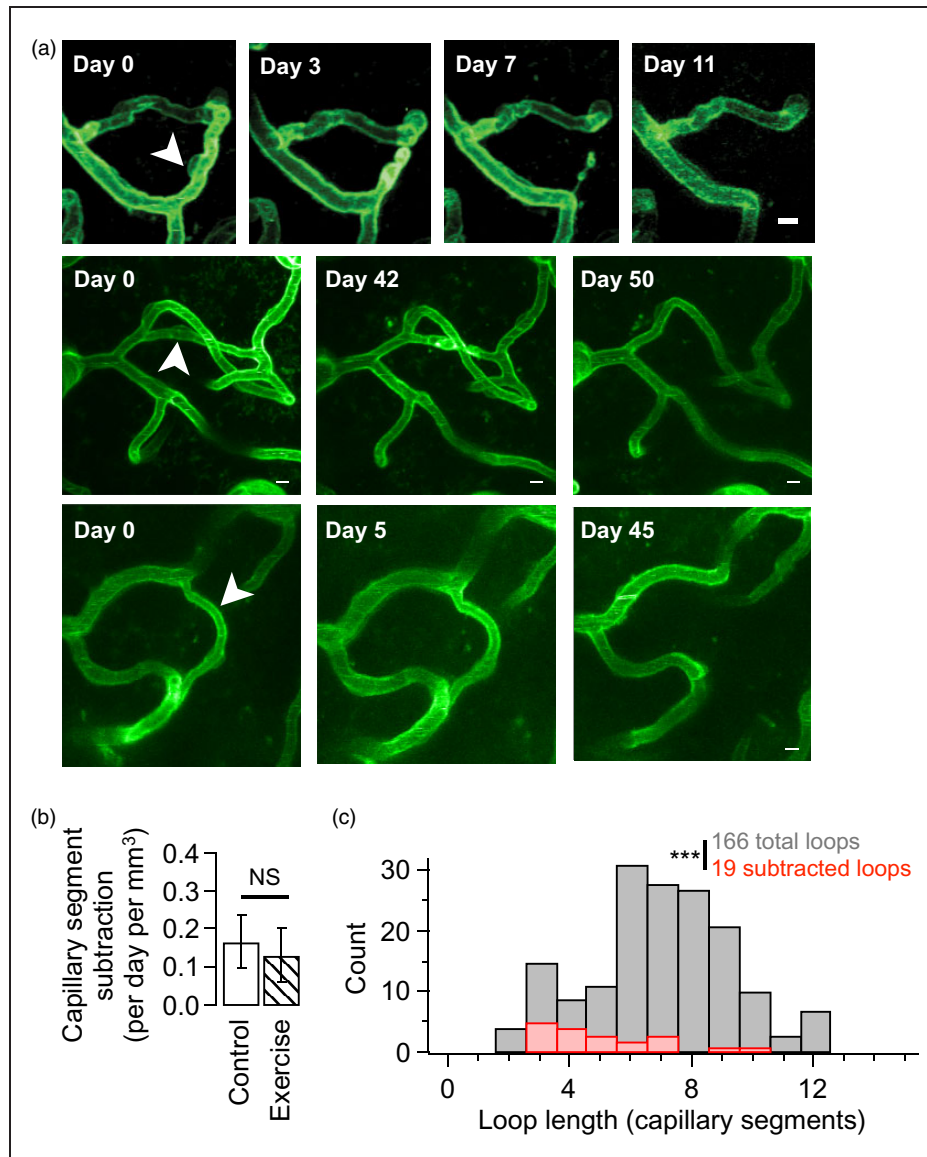 (a)
Day 0
Day 3
Day 7
Day 11
Day 0
Day 42
Day 50
Day 0
Day 5
Day 45
(b)
Capillary segment
subtraction
(per day per mm³)
0.4
0.3
0.2
0.1
0.0
NS
Control
Exercise
(c)
Count
30
20
10
0
*** 166 total loops
19 subtracted loops
0 4 8 12
Loop length (capillary segments)